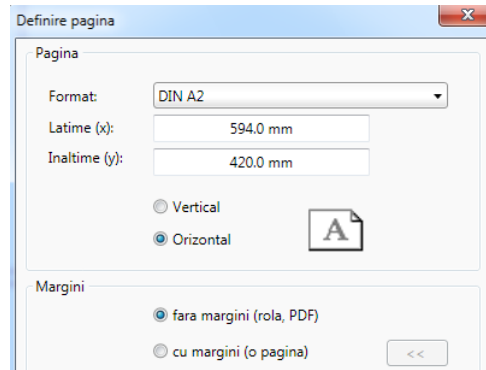 Definire pagina
x
Pagina
Format: DIN A2
Latime (x): 594.0 mm
Inaltime (y): 420.0 mm
Vertical
Orizontal
A
Margini
fara margini (rola, PDF)
cu margini (o pagina) <<